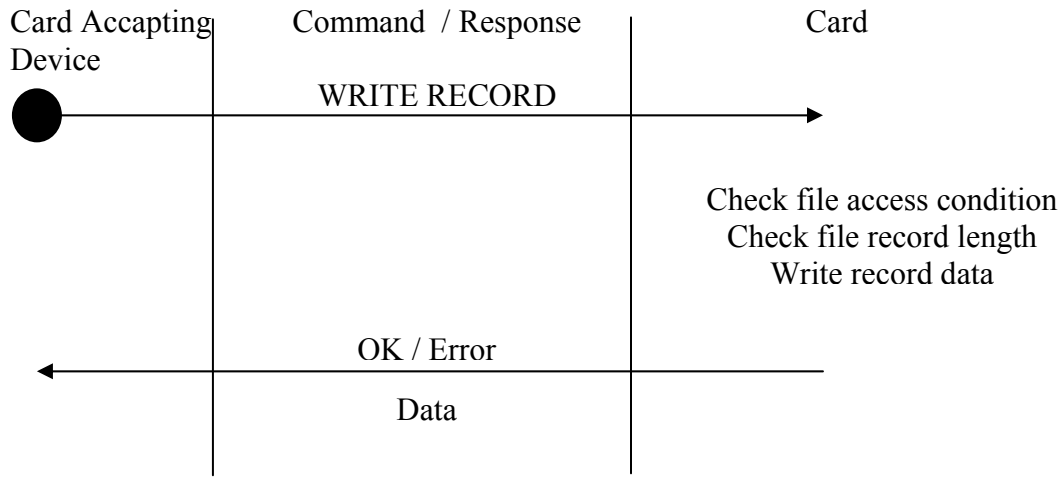 Card Accapting
Device
Command / Response
Card
WRITE RECORD
Check file access condition
Check file record length
Write record data
OK / Error
Data